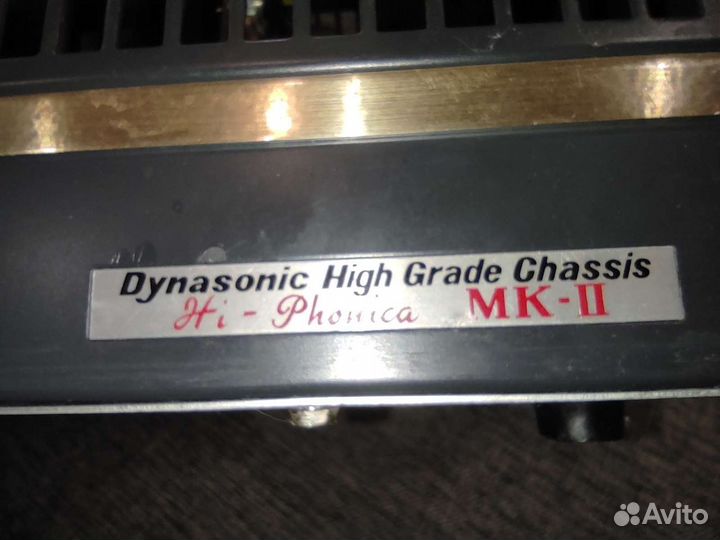 Dynasonic High Grade Chassis
Hi - Phonica MK-II
Avito